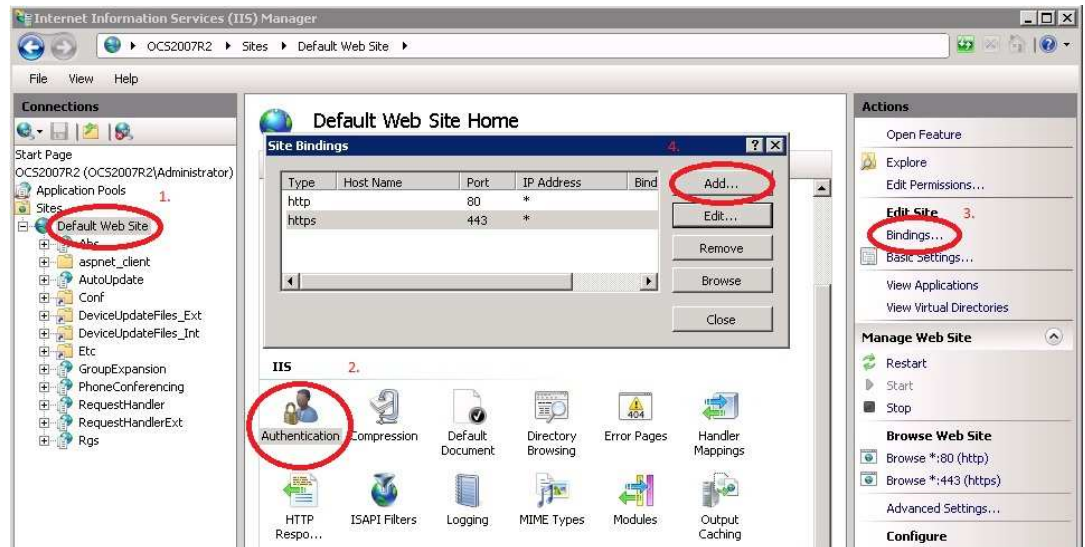 Internet Information Services (IIS) Manager
OCS2007R2 Sites Default Web Site
File View Help
Connections
Start Page
OCS2007R2 (OCS2007R2\Administrator)
Application Pools
1.
Sites
Default Web Site
Abs
aspnet_client
AutoUpdate
Conf
DeviceUpdateFiles_Ext
DeviceUpdateFiles_Int
Etc
GroupExpansion
PhoneConferencing
RequestHandler
RequestHandlerExt
Rgs
Default Web Site Home
Site Bindings
4.
Type Host Name Port IP Address Bind
http 80 *
https 443 *
Add...
Edit...
Remove
Browse
Close
IIS
2.
Authentication
Compression
Default Document
Directory Browsing
Error Pages
404
Handler Mappings
HTTP Respo...
ISAPI Filters
Logging
MIME Types
Modules
Output Caching
Actions
Open Feature
Explore
Edit Permissions...
Edit Site
3.
Bindings...
Basic Settings...
View Applications
View Virtual Directories
Manage Web Site
Restart
Start
Stop
Browse Web Site
Browse *:80 (http)
Browse *:443 (https)
Advanced Settings...
Configure